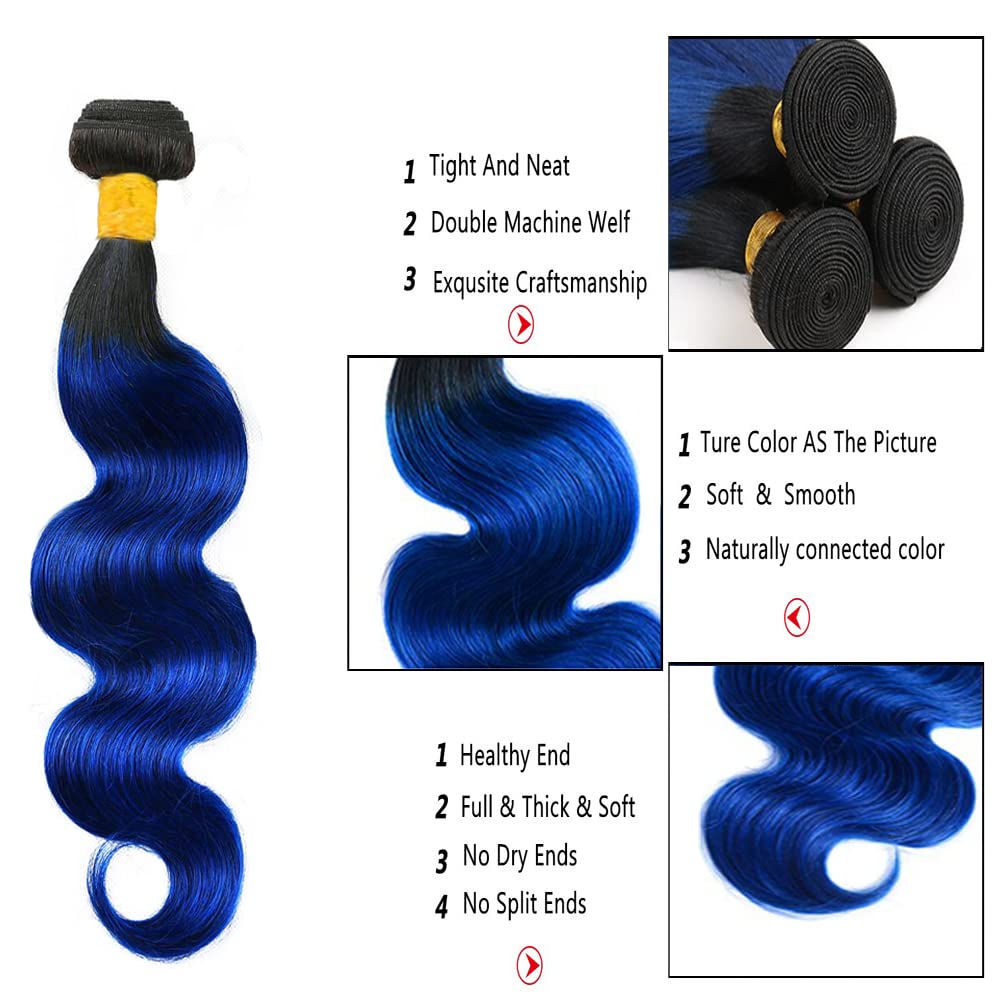 1 Tight And Neat
2 Double Machine Welf
3 Exqusite Craftsmanship
1 Ture Color AS The Picture
2 Soft & Smooth
3 Naturally connected color
1 Healthy End
2 Full & Thick & Soft
3 No Dry Ends
4 No Split Ends